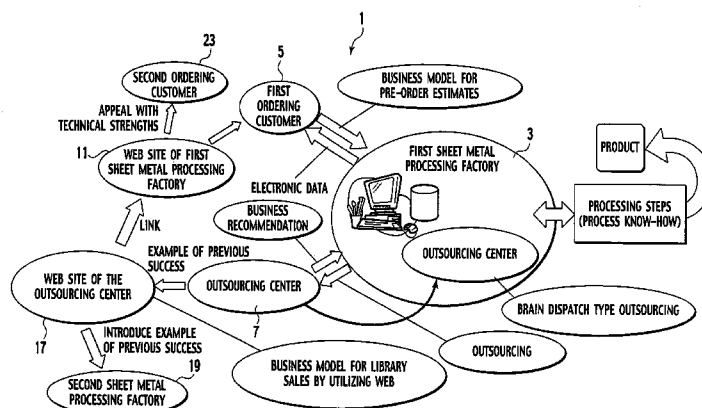 1
23
5
SECOND ORDERING
CUSTOMER
FIRST
ORDERING
CUSTOMER
BUSINESS MODEL FOR
PRE-ORDER ESTIMATES
APPEAL WITH
TECHNICAL STRENGTHS
11
WEB SITE OF FIRST
SHEET METAL PROCESSING
FACTORY
3
FIRST SHEET METAL
PROCESSING FACTORY
PRODUCT
ELECTRONIC DATA
PROCESSING STEPS
(PROCESS KNOW-HOW)
BUSINESS
RECOMMENDATION
LINK
OUTSOURCING CENTER
EXAMPLE OF PREVIOUS
SUCCESS
WEB SITE OF THE
OUTSOURCING CENTER
OUTSOURCING CENTER
7
BRAIN DISPATCH TYPE OUTSOURCING
17
INTRODUCE EXAMPLE
OF PREVIOUS SUCCESS
OUTSOURCING
19
BUSINESS MODEL FOR LIBRARY
SALES BY UTILIZING WEB
SECOND SHEET METAL
PROCESSING FACTORY